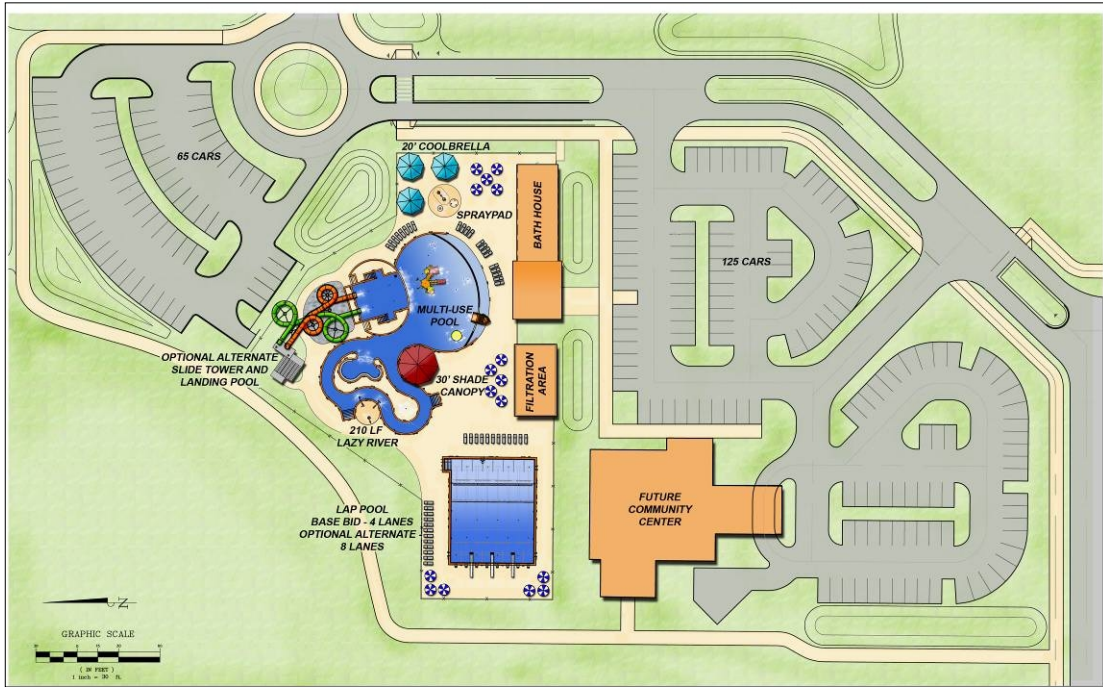 65 CARS
20' COOLBRELLA
SPRAYPAD
BATH HOUSE
125 CARS
MULTI-USE
POOL
OPTIONAL ALTERNATE
SLIDE TOWER AND
LANDING POOL
30' SHADE
CANOPY
FILTRATION
AREA
210 LF
LAZY RIVER
LAP POOL
BASE BID - 4 LANES
OPTIONAL ALTERNATE -
8 LANES
FUTURE
COMMUNITY
CENTER
N
GRAPHIC SCALE
( IN FEET )
1 inch = 30 ft.